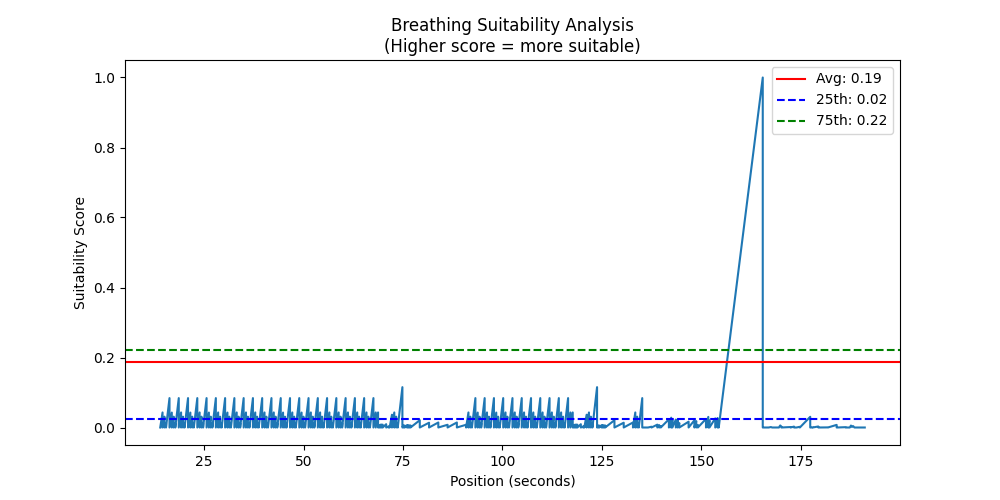 Breathing Suitability Analysis
(Higher score = more suitable)
Suitability Score
1.0
0.8
0.6
0.4
0.2
0.0
Avg: 0.19
25th: 0.02
75th: 0.22
25
50
75
100
125
150
175
Position (seconds)